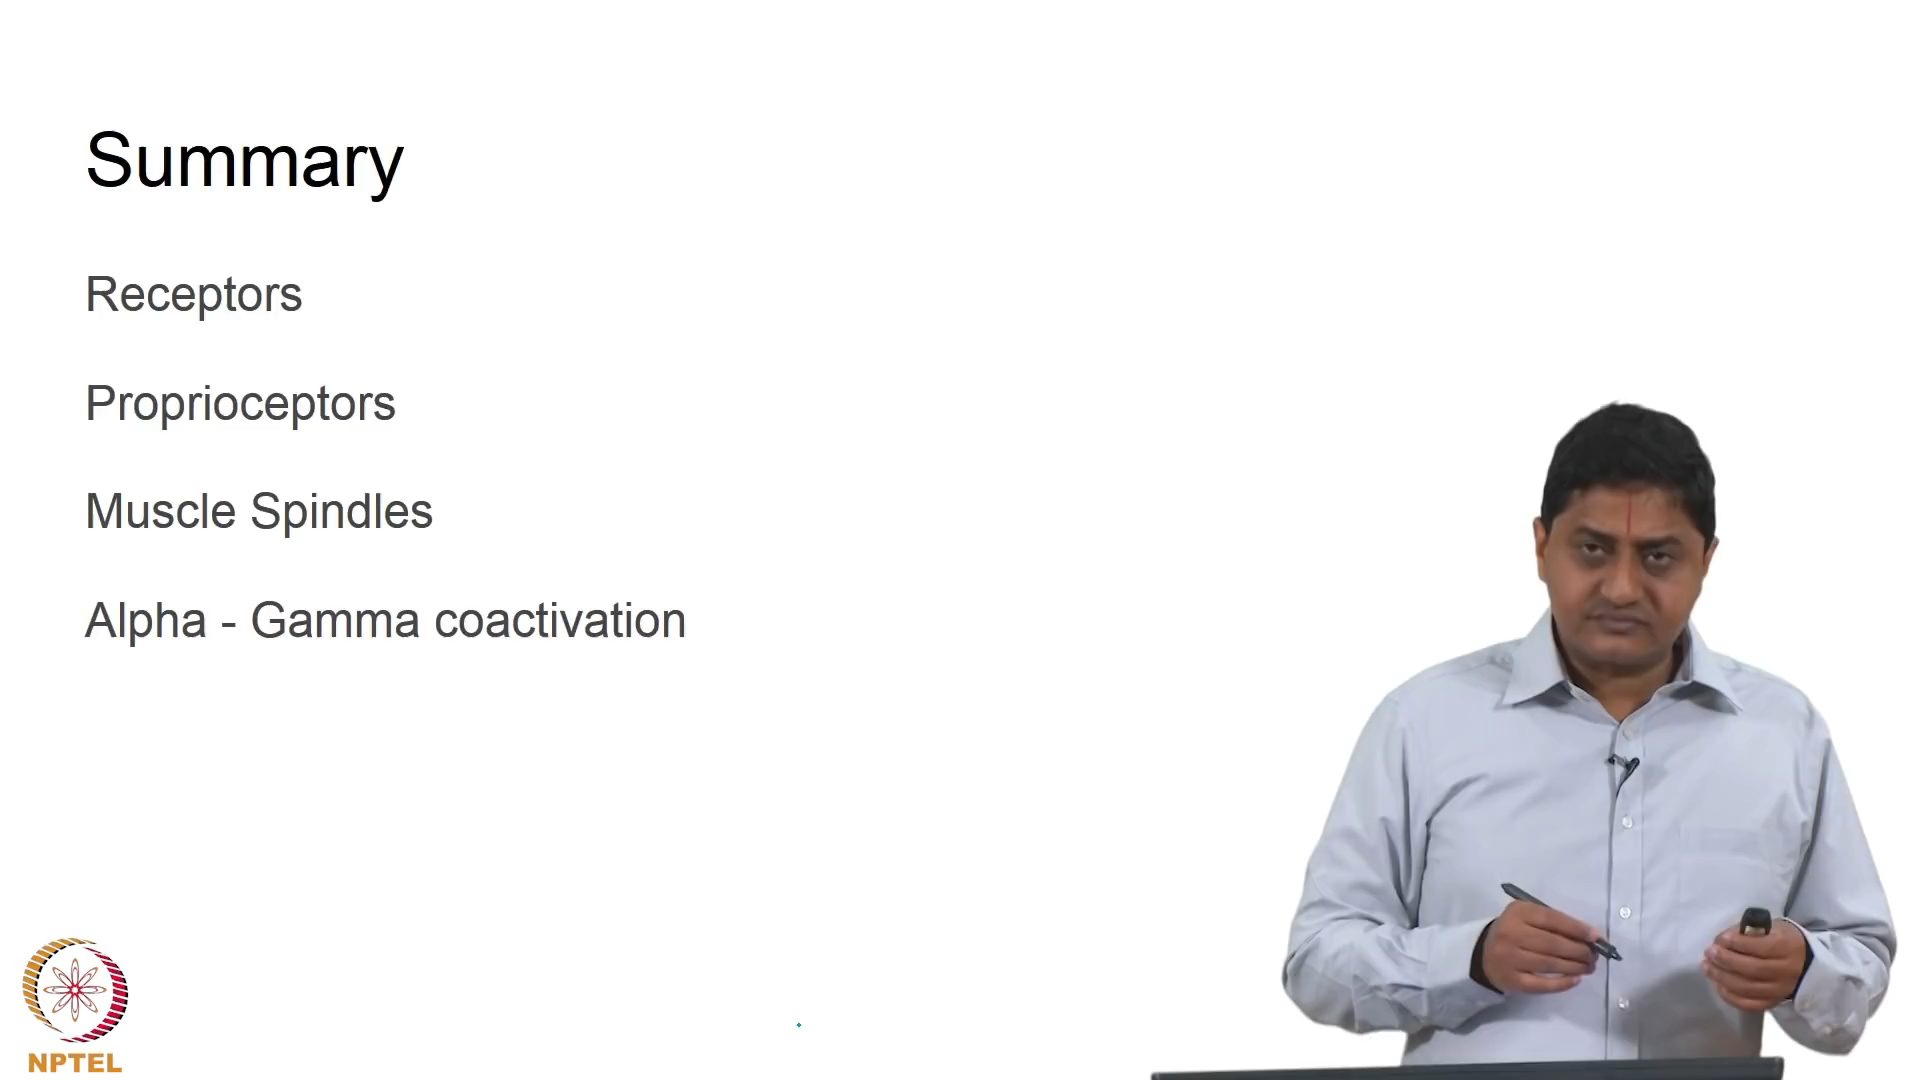 Summary
Receptors
Proprioceptors
Muscle Spindles
Alpha - Gamma coactivation
NPTEL